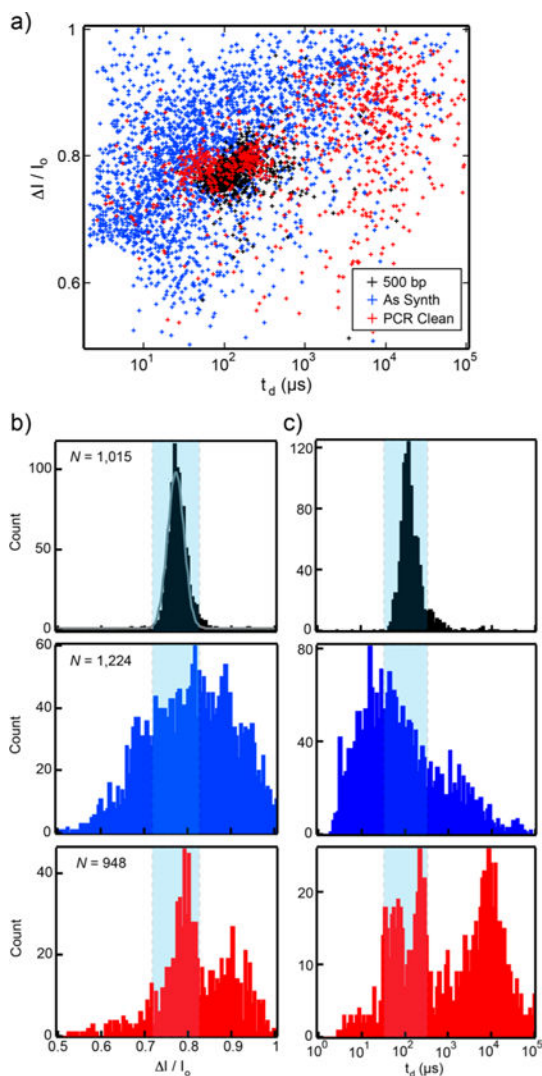 a)
1
0.8
0.6
ΔI / Io
10¹ 10² 10³ 10⁴ 10⁵
td (µs)
+ 500 bp
+ As Synth
+ PCR Clean
b) c)
N = 1,015
Count
100
50
0
120
80
40
0
N = 1,224
Count
60
40
20
0
80
40
0
N = 948
Count
40
20
0
20
10
0
0.5 0.6 0.7 0.8 0.9 1
ΔI / Io
10⁰ 10¹ 10² 10³ 10⁴ 10⁵
td (µs)